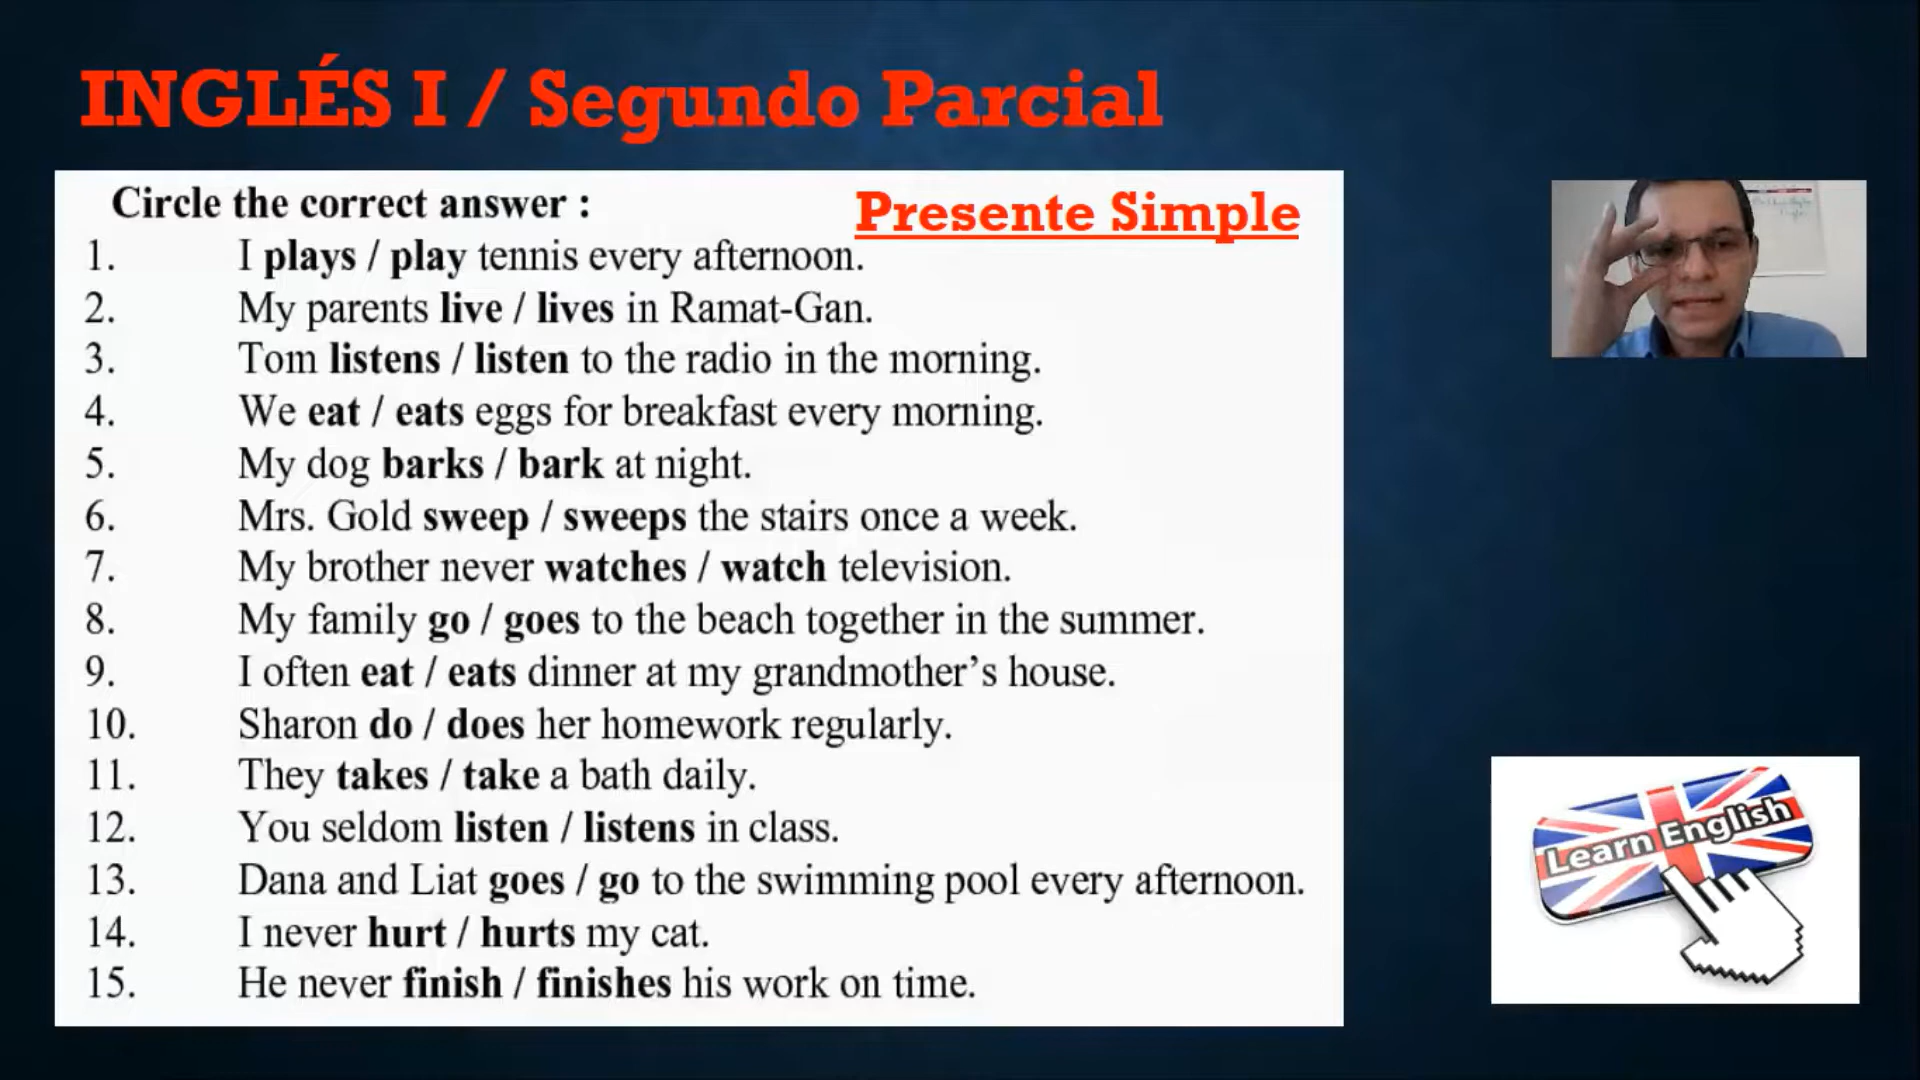 INGLÉS I / Segundo Parcial
Circle the correct answer :
Presente Simple
1. I plays / play tennis every afternoon.
2. My parents live / lives in Ramat-Gan.
3. Tom listens / listen to the radio in the morning.
4. We eat / eats eggs for breakfast every morning.
5. My dog barks / bark at night.
6. Mrs. Gold sweep / sweeps the stairs once a week.
7. My brother never watches / watch television.
8. My family go / goes to the beach together in the summer.
9. I often eat / eats dinner at my grandmother’s house.
10. Sharon do / does her homework regularly.
11. They takes / take a bath daily.
12. You seldom listen / listens in class.
13. Dana and Liat goes / go to the swimming pool every afternoon.
14. I never hurt / hurts my cat.
15. He never finish / finishes his work on time.
Learn English